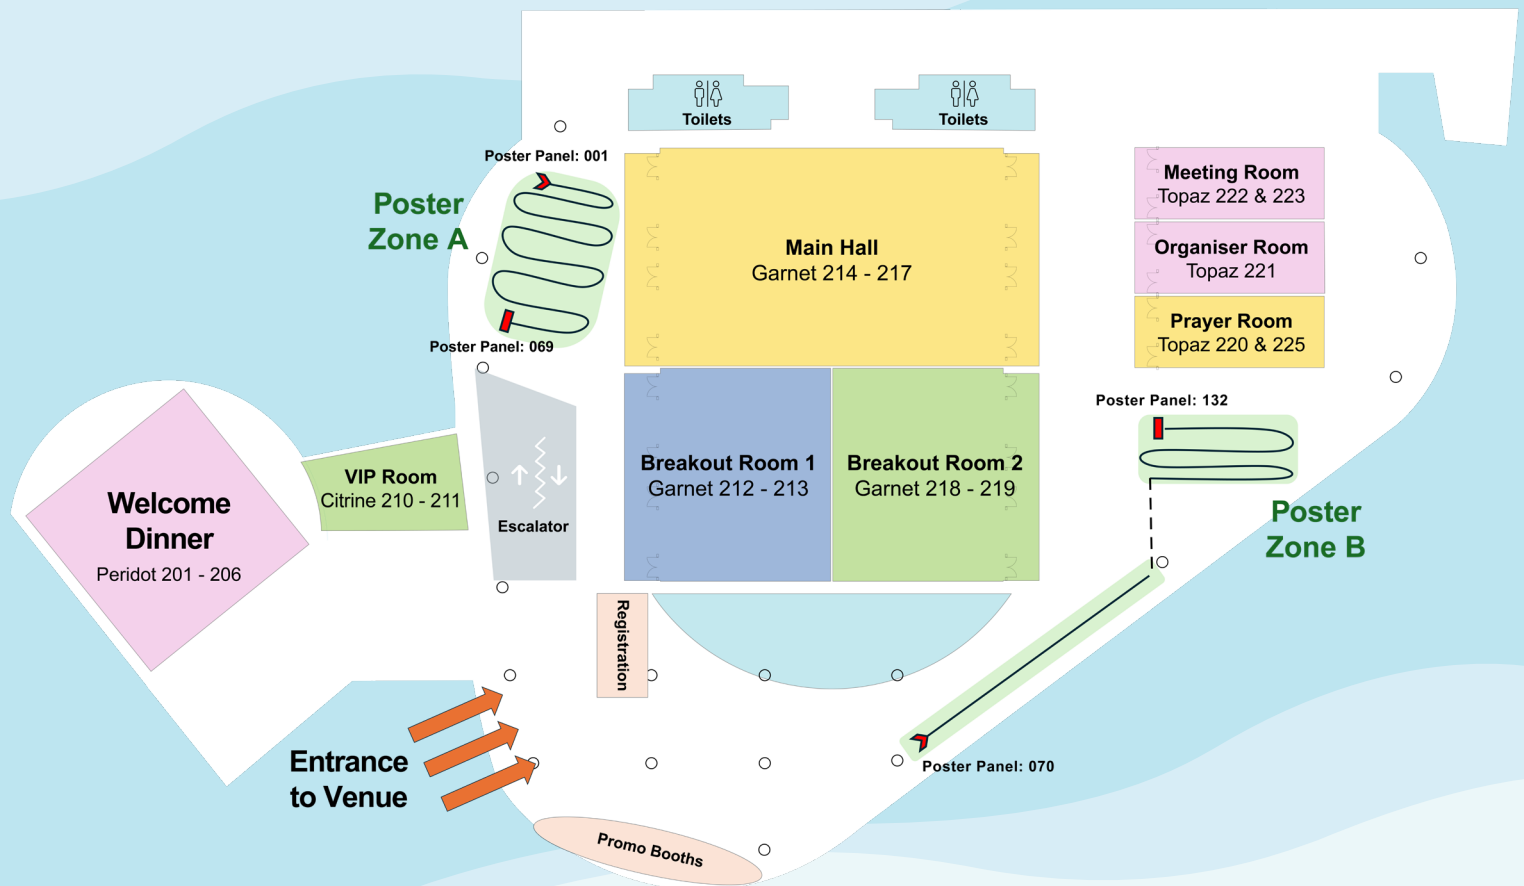 Toilets
Toilets
Poster Panel: 001
Poster
Zone A
Poster Panel: 069
Main Hall
Garnet 214 - 217
Meeting Room
Topaz 222 & 223
Organiser Room
Topaz 221
Prayer Room
Topaz 220 & 225
Poster Panel: 132
Poster
Zone B
Poster Panel: 070
Breakout Room 1
Garnet 212 - 213
Breakout Room 2
Garnet 218 - 219
Welcome
Dinner
Peridot 201 - 206
VIP Room
Citrine 210 - 211
Escalator
Registration
Entrance
to Venue
Promo Booths